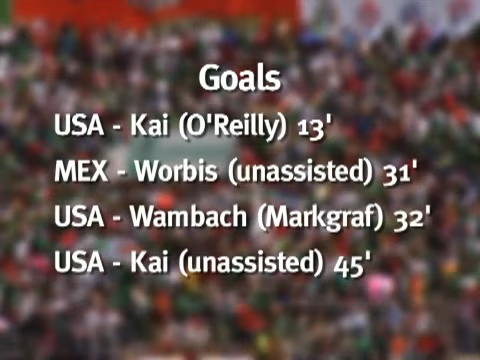 Goals
USA - Kai (O'Reilly) 13'
MEX - Worbis (unassisted) 31'
USA - Wambach (Markgraf) 32'
USA - Kai (unassisted) 45'